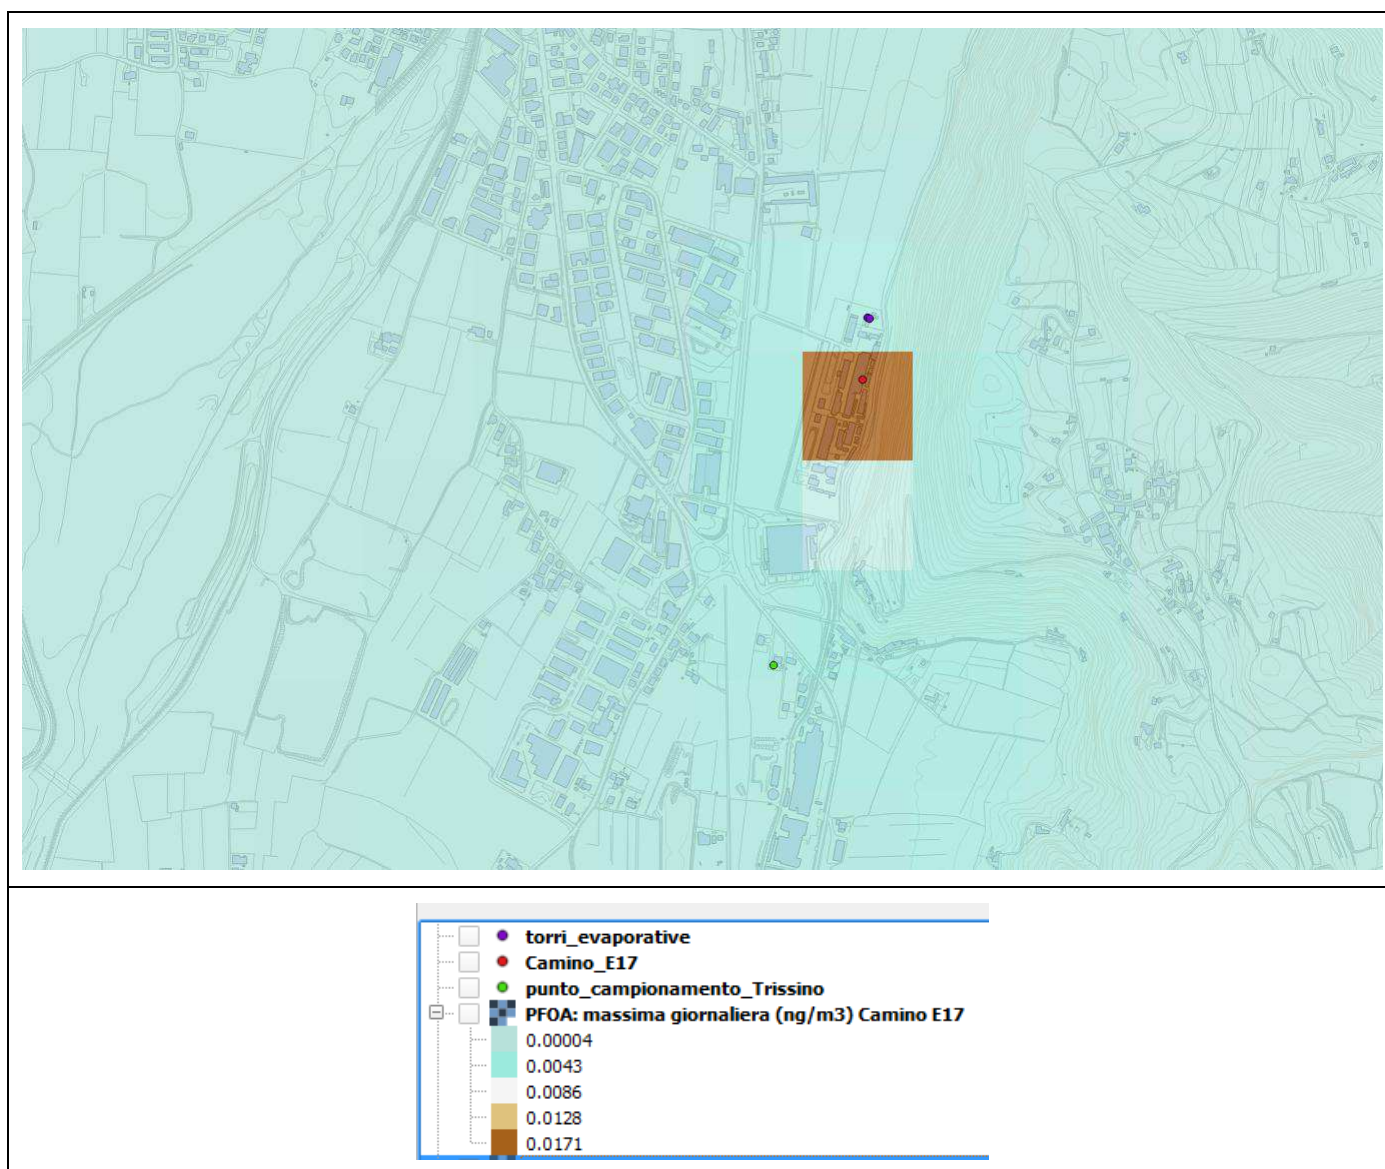 torri_evaporative
Camino_E17
punto_campionamento_Trissino
PFOA: massima giornaliera (ng/m3) Camino E17
0.00004
0.0043
0.0086
0.0128
0.0171